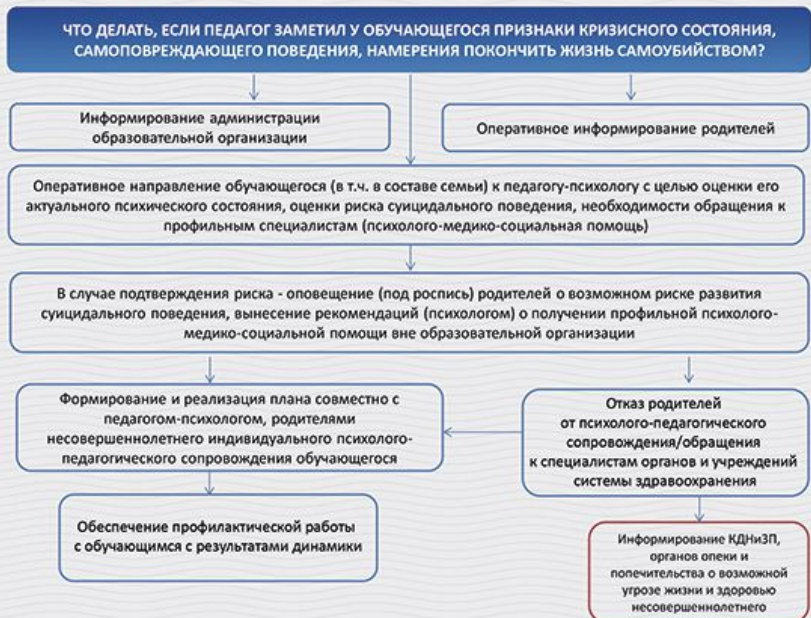 ЧТО ДЕЛАТЬ, ЕСЛИ ПЕДАГОГ ЗАМЕТИЛ У ОБУЧАЮЩЕГОСЯ ПРИЗНАКИ КРИЗИСНОГО СОСТОЯНИЯ,
САМОПОВРЕЖДАЮЩЕГО ПОВЕДЕНИЯ, НАМЕРЕНИЯ ПОКОНЧИТЬ ЖИЗНЬ САМОУБИЙСТВОМ?
Информирование администрации
образовательной организации
Оперативное информирование родителей
Оперативное направление обучающегося (в т.ч. в составе семьи) к педагогу-психологу с целью оценки его
актуального психического состояния, оценки риска суицидального поведения, необходимости обращения к
профильным специалистам (психолого-медико-социальная помощь)
В случае подтверждения риска - оповещение (под роспись) родителей о возможном риске развития
суицидального поведения, вынесение рекомендаций (психологом) о получении профильной психолого-
медико-социальной помощи вне образовательной организации
Формирование и реализация плана совместно с
педагогом-психологом, родителями
несовершеннолетнего индивидуального психолого-
педагогического сопровождения обучающегося
Отказ родителей
от психолого-педагогического
сопровождения/обращения
к специалистам органов и учреждений
системы здравоохранения
Обеспечение профилактической работы
с обучающимся с результатами динамики
Информирование КДНиЗП,
органов опеки и
попечительства о возможной
угрозе жизни и здоровью
несовершеннолетнего